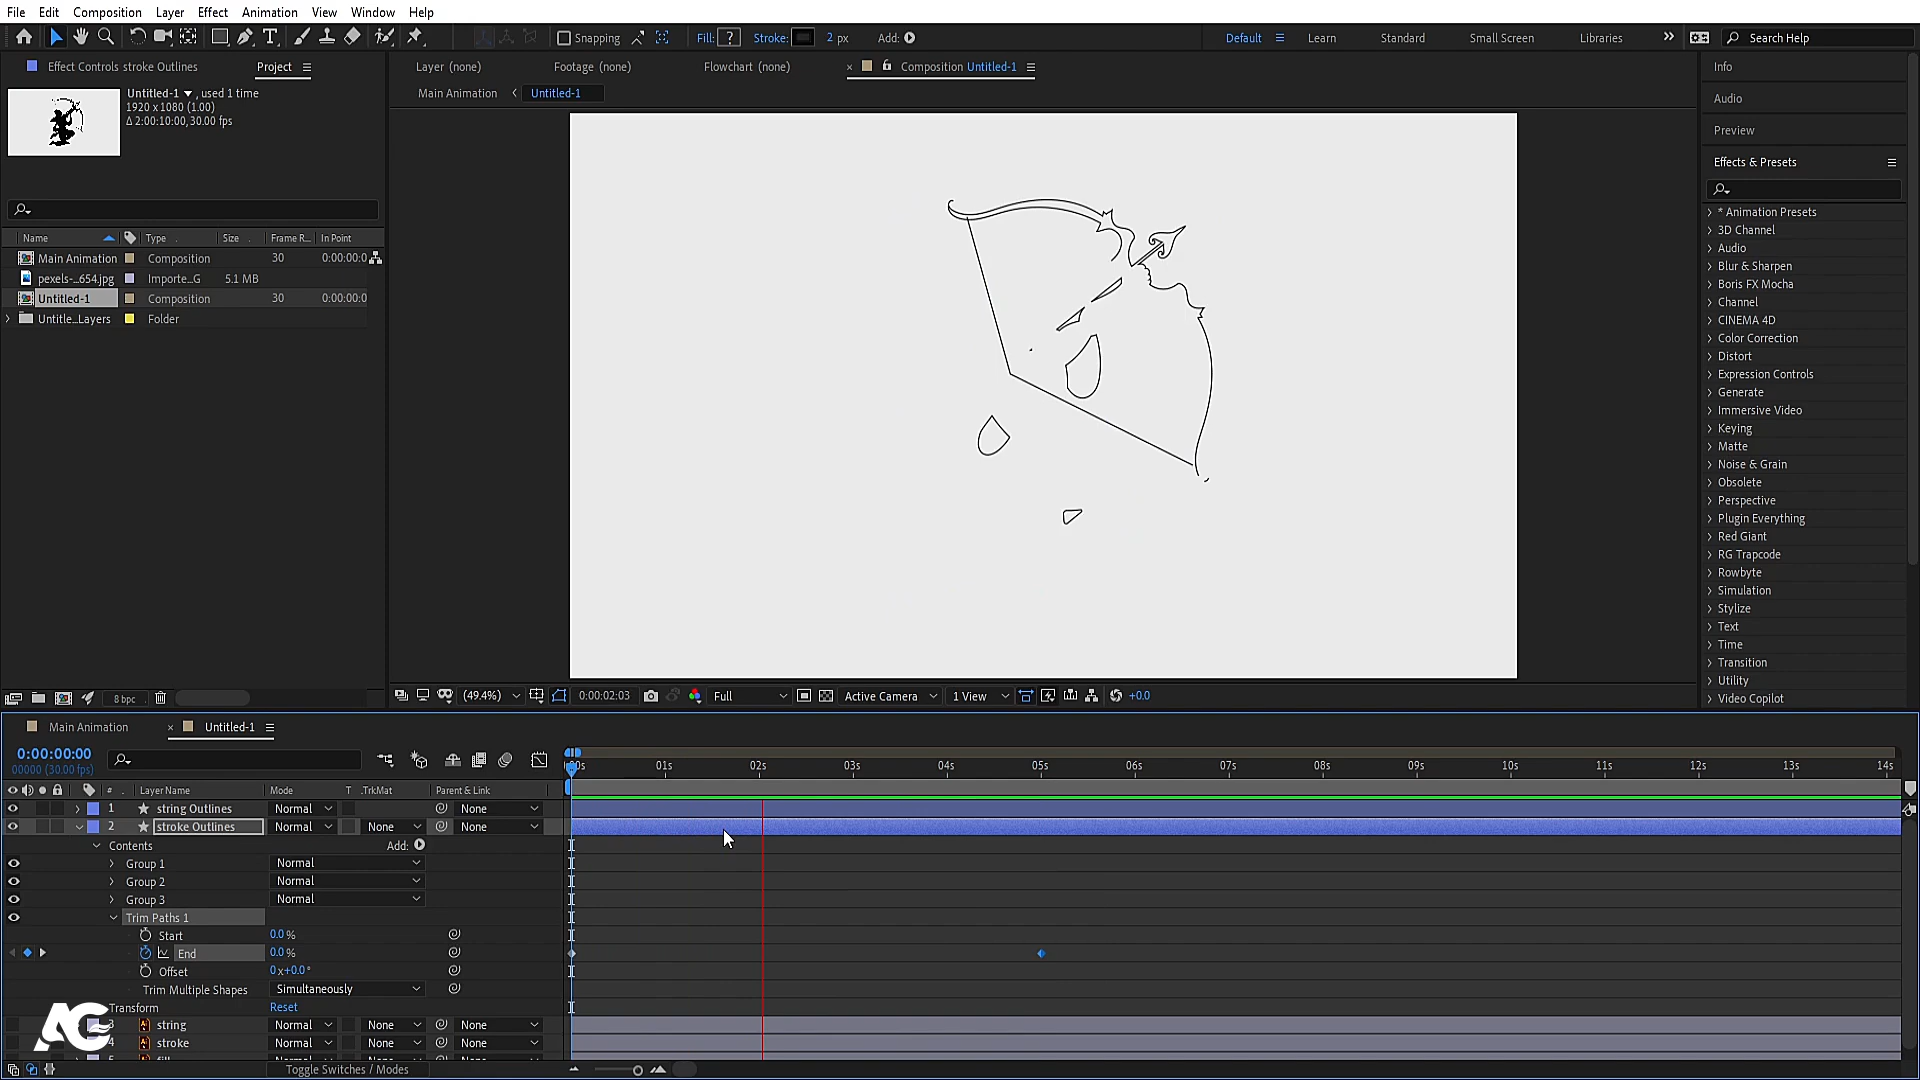 File Edit Composition Layer Effect Animation View Window Help
Snapping Fill: ? Stroke: 2 px Add: Default Learn Standard Small Screen Libraries >> Search Help
Effect Controls stroke Outlines Project
Untitled-1 , used 1 time
1920 x 1080 (1.00)
Δ 2:00:10:00, 30.00 fps
Name Type Size Frame R... In Point
Main Animation Composition 30 0:00:00:0
pexels-...654.jpg Importe...G 5.1 MB
Untitled-1 Composition 30 0:00:00:0
Untitle...Layers Folder
8 bpc
Layer (none) Footage (none) Flowchart (none) × Composition Untitled-1
Main Animation < Untitled-1
(49.4%) 0:00:02:03 Full Active Camera 1 View +0.0
Info
Audio
Preview
Effects & Presets
* Animation Presets
3D Channel
Audio
Blur & Sharpen
Boris FX Mocha
Channel
CINEMA 4D
Color Correction
Distort
Expression Controls
Generate
Immersive Video
Keying
Matte
Noise & Grain
Obsolete
Perspective
Plugin Everything
Red Giant
RG Trapcode
Rowbyte
Simulation
Stylize
Text
Time
Transition
Utility
Video Copilot
Main Animation × Untitled-1
0:00:00:00
00000 (30.00 fps)
00s 01s 02s 03s 04s 05s 06s 07s 08s 09s 10s 11s 12s 13s 14s
# Layer Name Mode T .TrkMat Parent & Link
1 string Outlines Normal None
2 stroke Outlines Normal None None
Contents Add:
Group 1 Normal
Group 2 Normal
Group 3 Normal
Trim Paths 1
Start 0.0 %
End 0.0 %
Offset 0x+0.0°
Trim Multiple Shapes Simultaneously
Transform Reset
3 string Normal None None
4 stroke Normal None None
AG
Toggle Switches / Modes